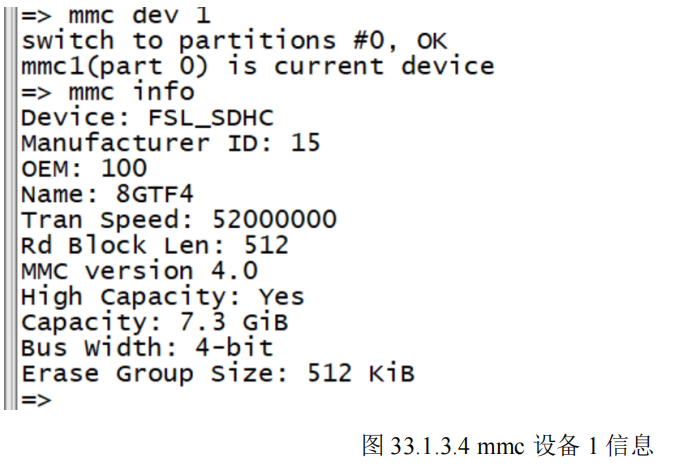 => mmc dev 1
switch to partitions #0, OK
mmc1(part 0) is current device
=> mmc info
Device: FSL_SDHC
Manufacturer ID: 15
OEM: 100
Name: 8GTF4
Tran Speed: 52000000
Rd Block Len: 512
MMC version 4.0
High Capacity: Yes
Capacity: 7.3 GiB
Bus Width: 4-bit
Erase Group Size: 512 KiB
=>
图 33.1.3.4 mmc 设备 1 信息